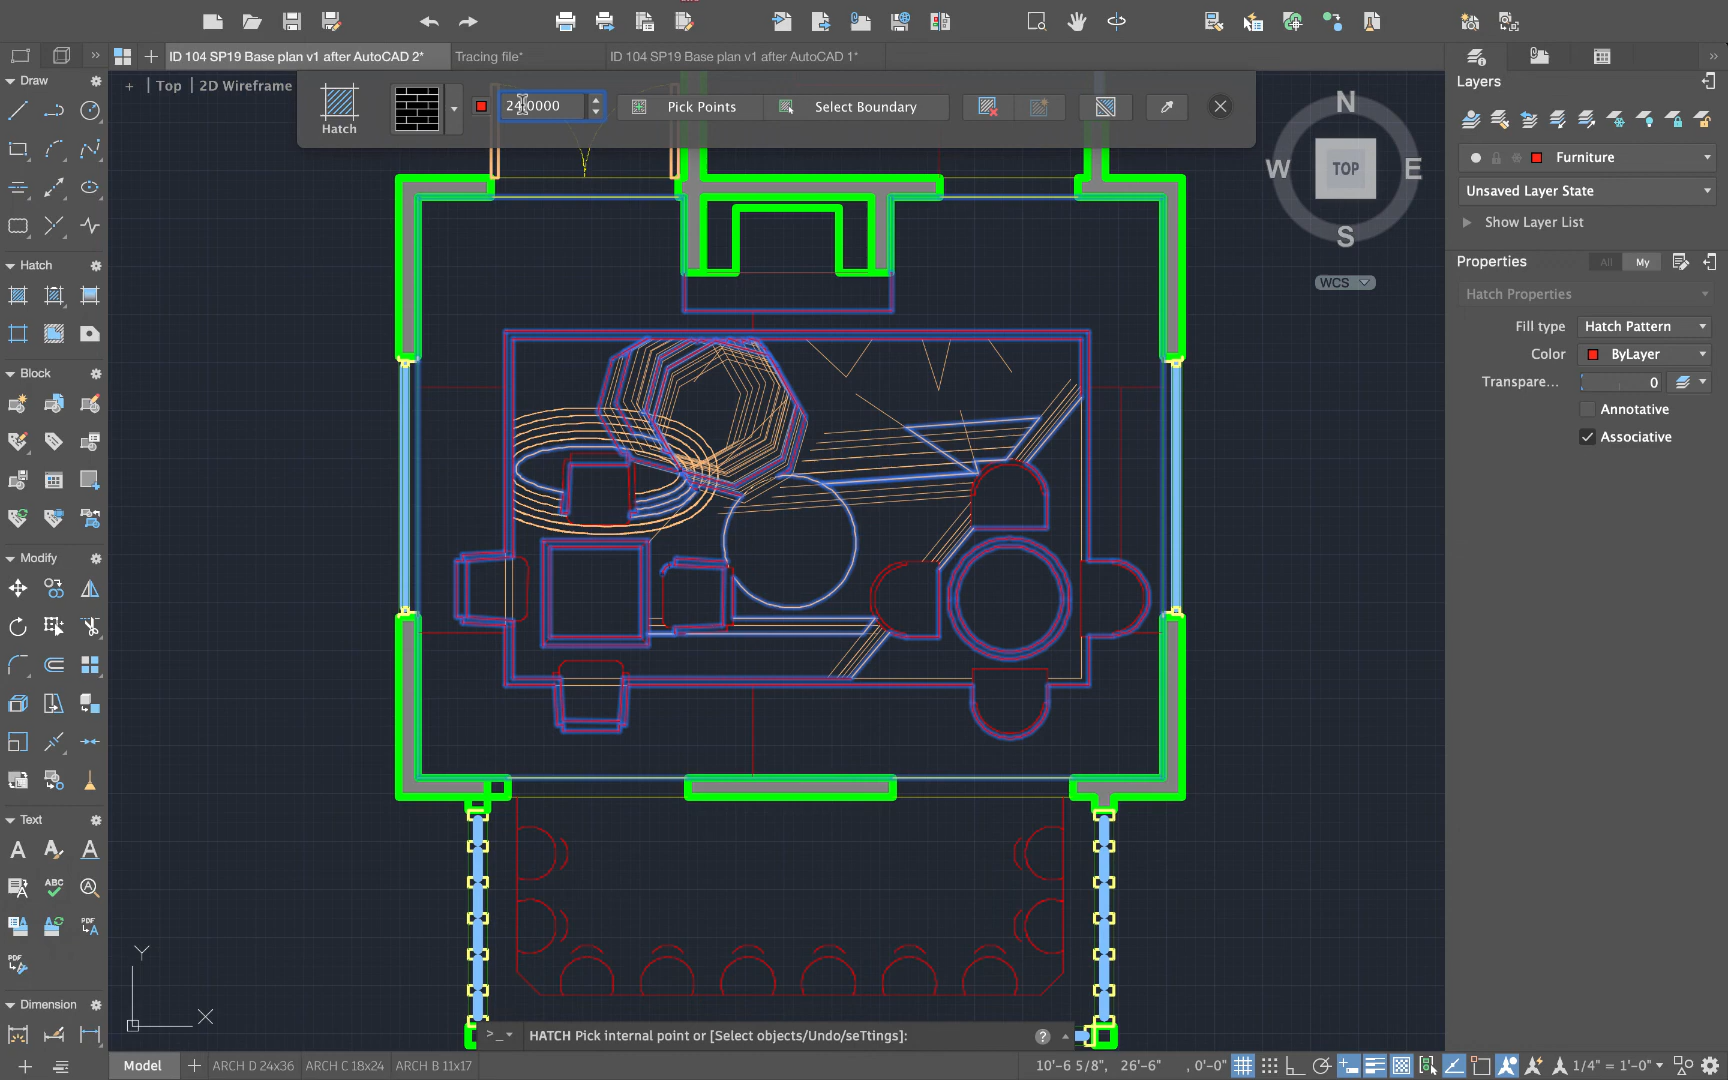 ID 104 SP19 Base plan v1 after AutoCAD 2*
Tracing file*
ID 104 SP19 Base plan v1 after AutoCAD 1*
Draw
+ | Top | 2D Wireframe
Hatch
24.0000
Pick Points
Select Boundary
N
W
TOP
E
S
WCS
Layers
Furniture
Unsaved Layer State
Show Layer List
Properties
All
My
Hatch Properties
Fill type
Hatch Pattern
Color
ByLayer
Transpare...
0
Annotative
Associative
Hatch
Block
Modify
Text
A
A
A
ABC
PDF
PDF
Dimension
Y
X
>_
HATCH Pick internal point or [Select objects/Undo/seTtings]:
?
Model
ARCH D 24x36
ARCH C 18x24
ARCH B 11x17
10'-6 5/8", 26'-6" , 0'-0"
1/4" = 1'-0"